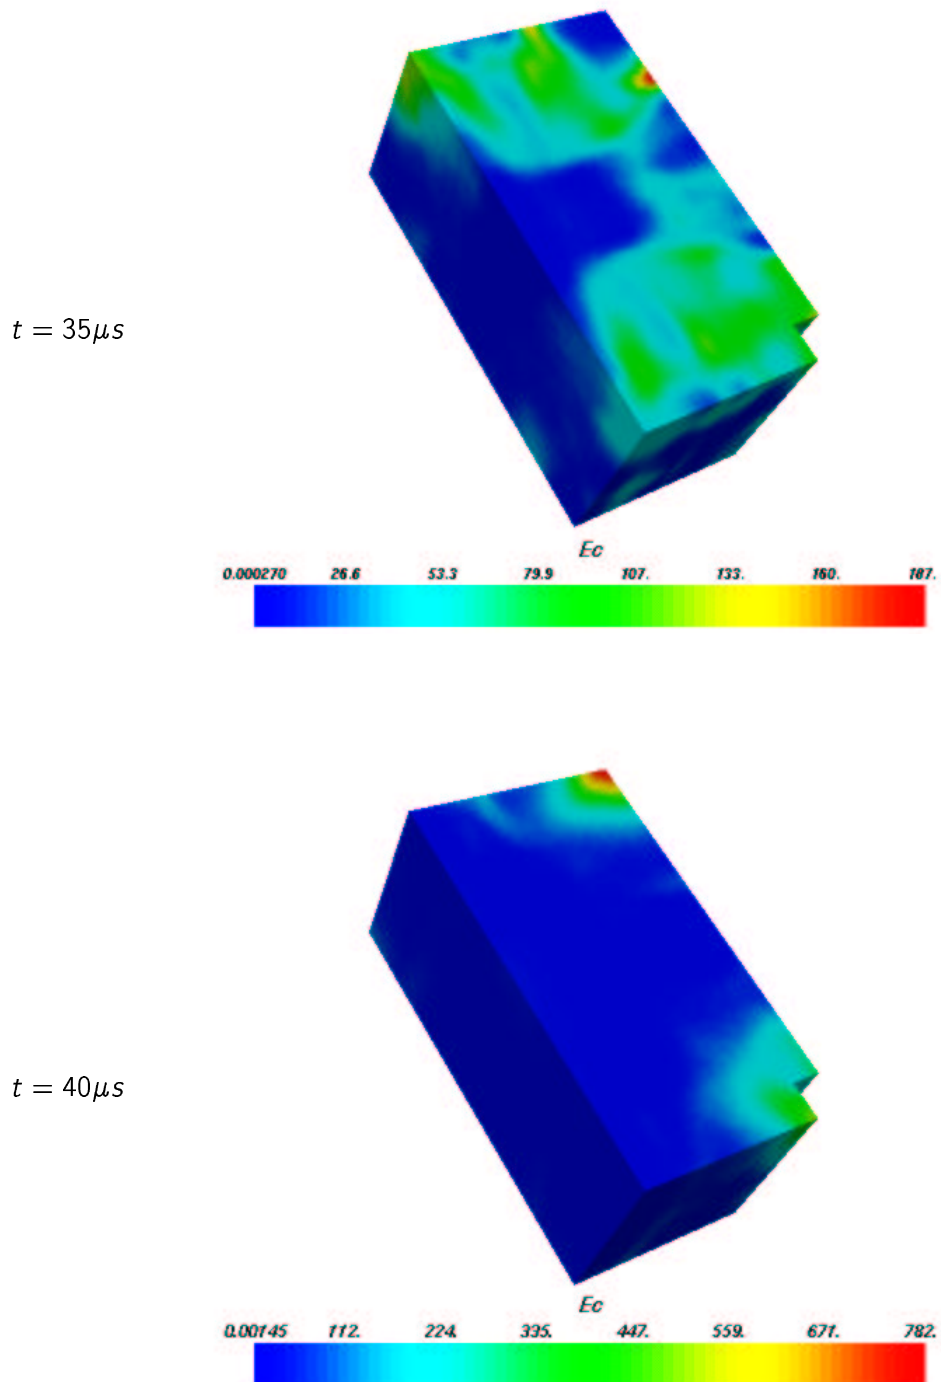 t = 35μs
Ec
0.000270 26.6 53.3 79.9 107. 133. 160. 187.
t = 40μs
Ec
0.00145 112. 224. 335. 447. 559. 671. 782.